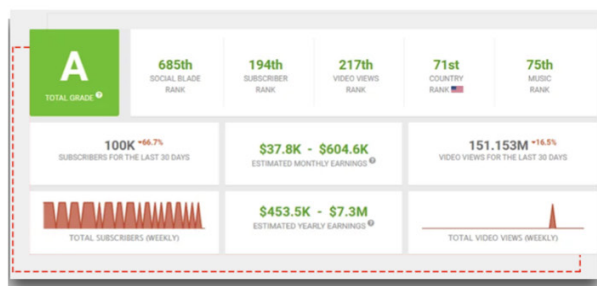 A
TOTAL GRADE ?
685th
SOCIAL BLADE
RANK
194th
SUBSCRIBER
RANK
217th
VIDEO VIEWS
RANK
71st
COUNTRY
RANK
75th
MUSIC
RANK
100K -66.7%
SUBSCRIBERS FOR THE LAST 30 DAYS
$37.8K - $604.6K
ESTIMATED MONTHLY EARNINGS ?
151.153M -16.5%
VIDEO VIEWS FOR THE LAST 30 DAYS
TOTAL SUBSCRIBERS (WEEKLY)
$453.5K - $7.3M
ESTIMATED YEARLY EARNINGS ?
TOTAL VIDEO VIEWS (WEEKLY)